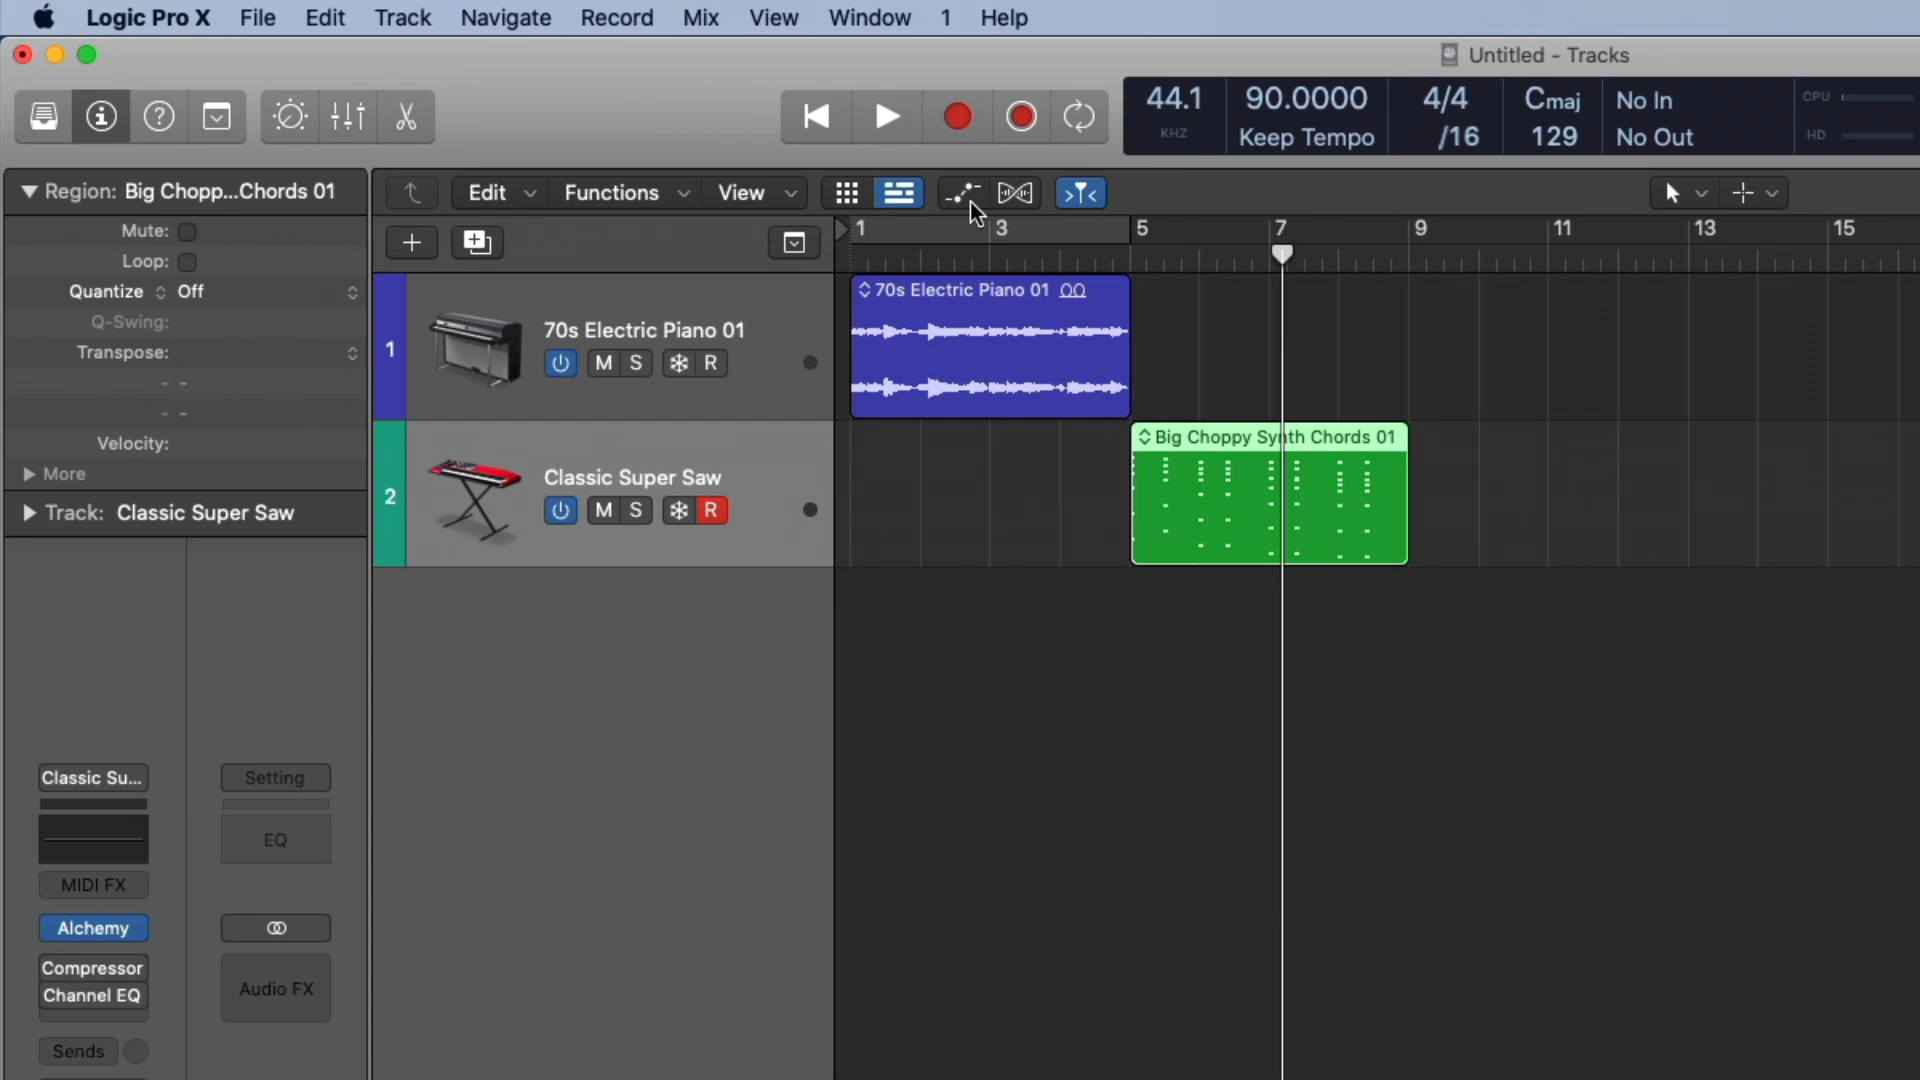 Logic Pro X File Edit Track Navigate Record Mix View Window 1 Help
Untitled - Tracks
44.1 90.0000 4/4 Cmaj No In CPU
KHZ Keep Tempo /16 129 No Out HD
Region: Big Chopp...Chords 01
Edit Functions View
Mute:
Loop:
Quantize Off
Q-Swing:
Transpose:
- -
- -
Velocity:
More
Track: Classic Super Saw
1 3 5 7 9 11 13 15
1
70s Electric Piano 01
M S R
70s Electric Piano 01
2
Classic Super Saw
M S R
Big Choppy Synth Chords 01
Classic Su... Setting
EQ
MIDI FX
Alchemy
Compressor
Channel EQ
Audio FX
Sends